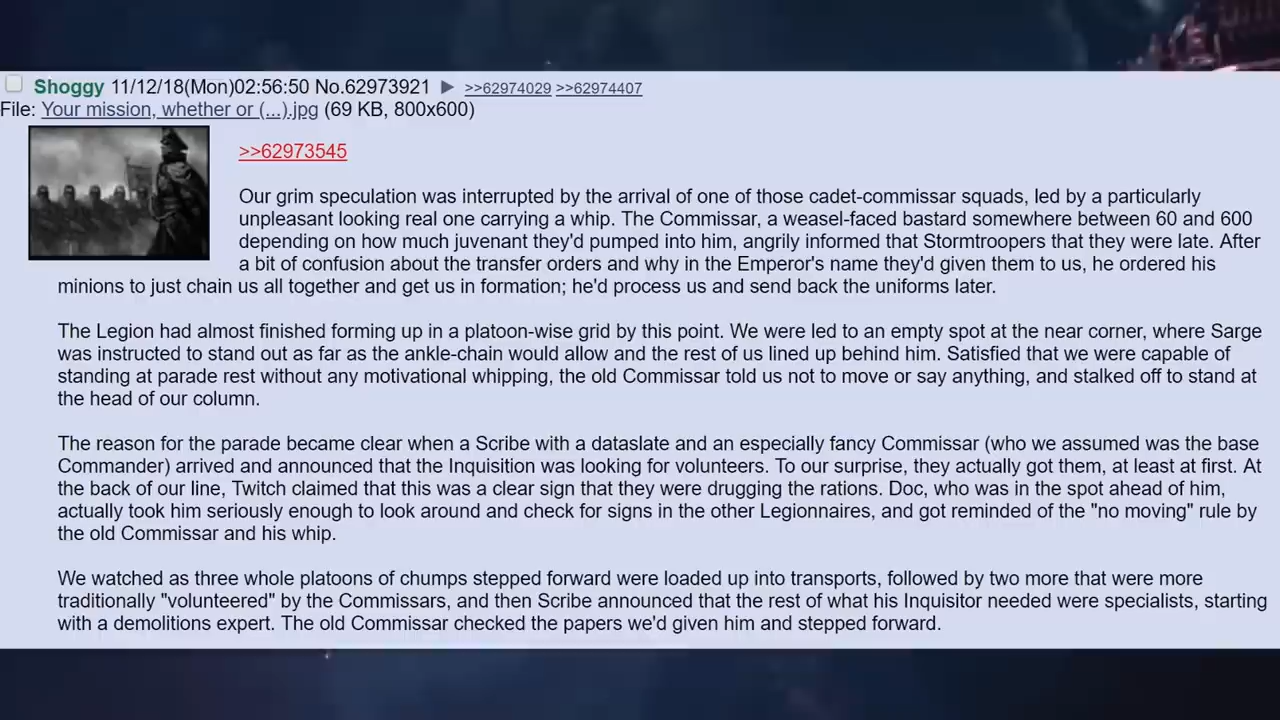 Shoggy 11/12/18(Mon)02:56:50 No.62973921 ▶ >>62974029 >>62974407
File: Your mission, whether or (...).jpg (69 KB, 800x600)
>>62973545
Our grim speculation was interrupted by the arrival of one of those cadet-commissar squads, led by a particularly
unpleasant looking real one carrying a whip. The Commissar, a weasel-faced bastard somewhere between 60 and 600
depending on how much juvenant they'd pumped into him, angrily informed that Stormtroopers that they were late. After
a bit of confusion about the transfer orders and why in the Emperor's name they'd given them to us, he ordered his
minions to just chain us all together and get us in formation; he'd process us and send back the uniforms later.
The Legion had almost finished forming up in a platoon-wise grid by this point. We were led to an empty spot at the near corner, where Sarge
was instructed to stand out as far as the ankle-chain would allow and the rest of us lined up behind him. Satisfied that we were capable of
standing at parade rest without any motivational whipping, the old Commissar told us not to move or say anything, and stalked off to stand at
the head of our column.
The reason for the parade became clear when a Scribe with a dataslate and an especially fancy Commissar (who we assumed was the base
Commander) arrived and announced that the Inquisition was looking for volunteers. To our surprise, they actually got them, at least at first. At
the back of our line, Twitch claimed that this was a clear sign that they were drugging the rations. Doc, who was in the spot ahead of him,
actually took him seriously enough to look around and check for signs in the other Legionnaires, and got reminded of the "no moving" rule by
the old Commissar and his whip.
We watched as three whole platoons of chumps stepped forward were loaded up into transports, followed by two more that were more
traditionally "volunteered" by the Commissars, and then Scribe announced that the rest of what his Inquisitor needed were specialists, starting
with a demolitions expert. The old Commissar checked the papers we'd given him and stepped forward.